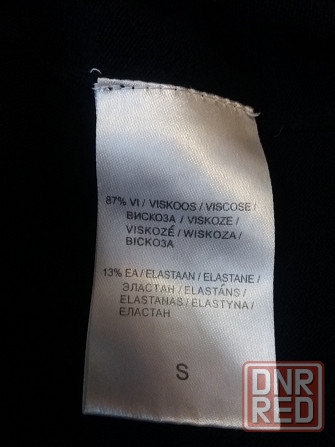 87% VI / VISKOOS / VISCOSE /
ВИСКОЗА / VISKOZE /
VISKOZĖ / WISKOZA /
ВІСКОЗА
13% EA / ELASTAAN / ELASTANE /
ЭЛАСТАН / ELASTĀNS /
ELASTANAS / ELASTYNA /
ЕЛАСТАН
S
DNR
RED